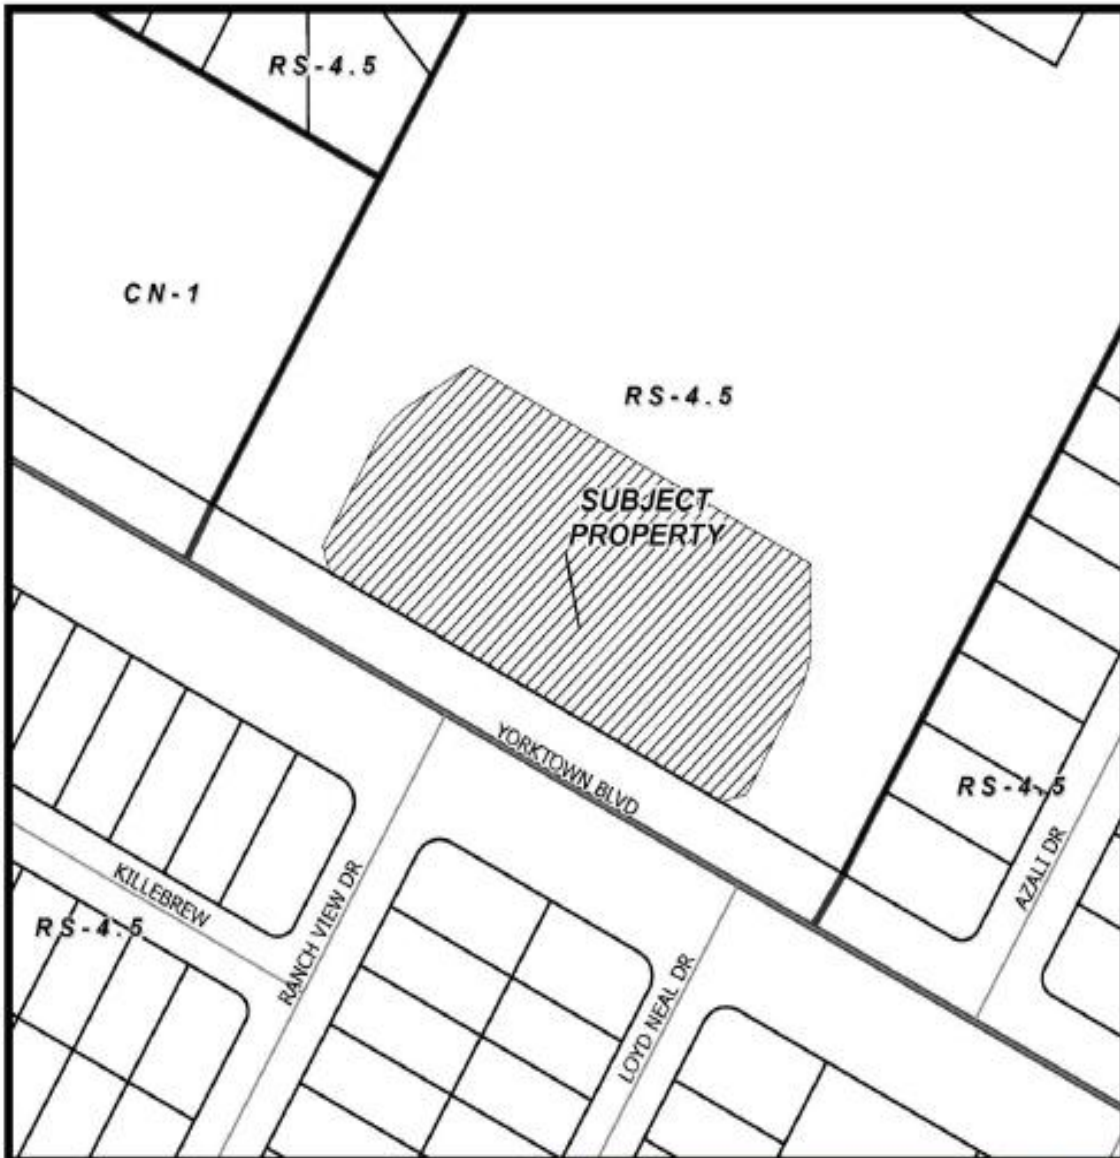 RS-4.5
CN-1
RS-4.5
SUBJECT
PROPERTY
YORKTOWN BLVD
RS-4.5
AZALI DR
KILLEBREW
RS-4.5
RANCH VIEW DR
LOYD NEAL DR